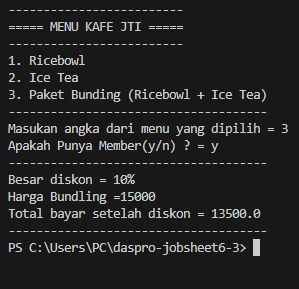 -------------------------
===== MENU KAFE JTI =====
-------------------------
1. Ricebowl
2. Ice Tea
3. Paket Bunding (Ricebowl + Ice Tea)
-------------------------------------
Masukan angka dari menu yang dipilih = 3
Apakah Punya Member(y/n) ? = y
-------------------------------------
Besar diskon = 10%
Harga Bundling =15000
Total bayar setelah diskon = 13500.0
-------------------------------------
PS C:\Users\PC\daspro-jobsheet6-3>